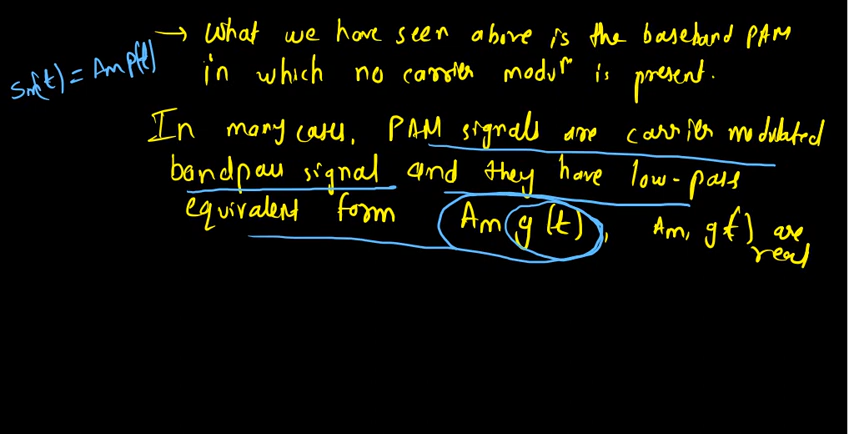 → What we have seen above is the baseband PAM
Sm(t) = Am p(t)
in which no carrier moduⁿ is present.
In many cases, PAM signals are carrier modulated
bandpass signal and they have low-pass
equivalent form Am g(t), Am, g(t) are
real